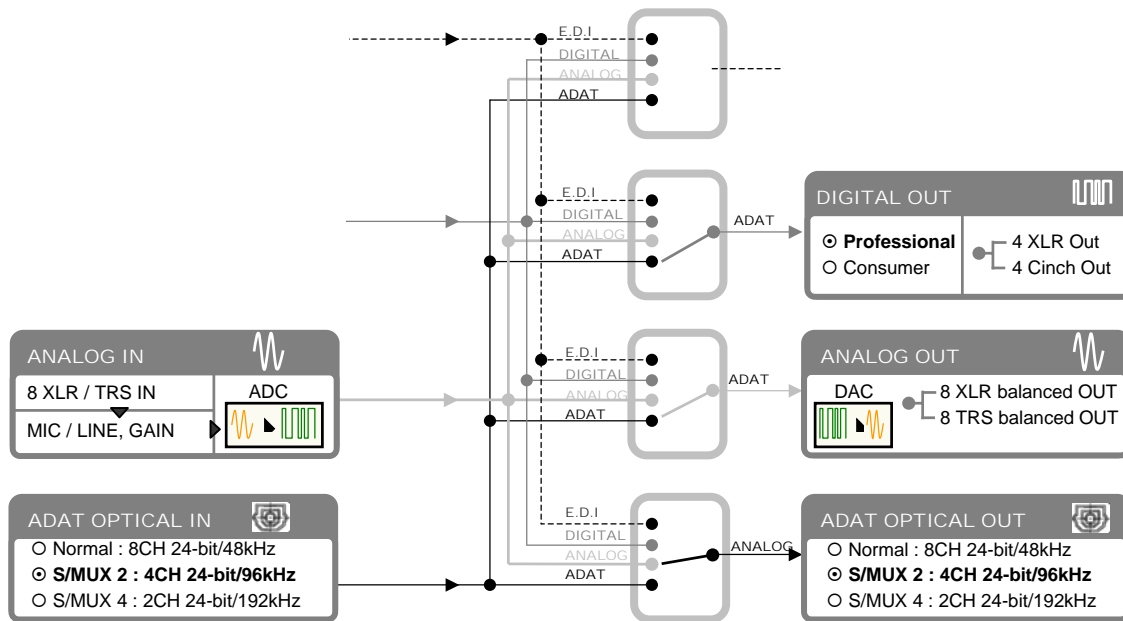 E.D.I
DIGITAL
ANALOG
ADAT
E.D.I
DIGITAL
ANALOG
ADAT
ADAT
DIGITAL OUT
Professional
Consumer
4 XLR Out
4 Cinch Out
ANALOG IN
8 XLR / TRS IN
MIC / LINE, GAIN
ADC
E.D.I
DIGITAL
ANALOG
ADAT
ADAT
ANALOG OUT
DAC
8 XLR balanced OUT
8 TRS balanced OUT
ADAT OPTICAL IN
Normal : 8CH 24-bit/48kHz
S/MUX 2 : 4CH 24-bit/96kHz
S/MUX 4 : 2CH 24-bit/192kHz
E.D.I
DIGITAL
ANALOG
ADAT
ANALOG
ADAT OPTICAL OUT
Normal : 8CH 24-bit/48kHz
S/MUX 2 : 4CH 24-bit/96kHz
S/MUX 4 : 2CH 24-bit/192kHz